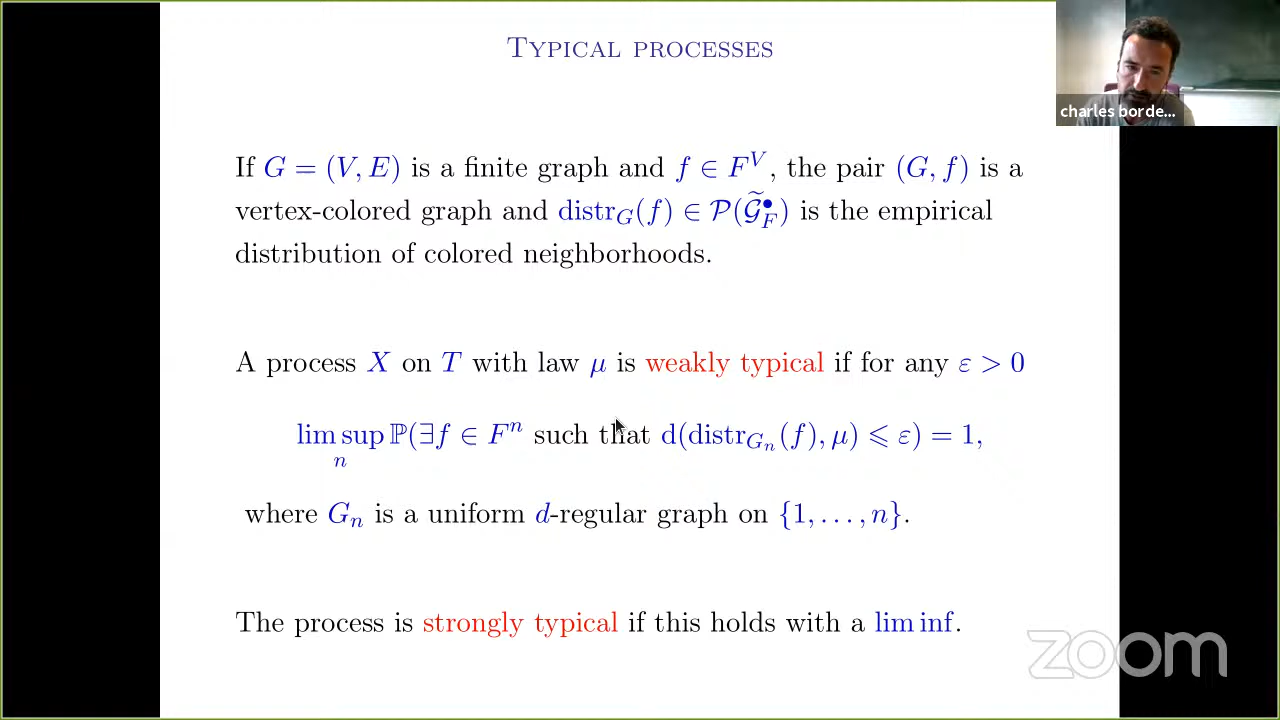 Typical processes
If G = (V, E) is a finite graph and f ∈ F^V, the pair (G, f) is a
vertex-colored graph and distr_G(f) ∈ 𝒫(𝒢̃^•_F) is the empirical
distribution of colored neighborhoods.
A process X on T with law μ is weakly typical if for any ε > 0
lim sup_n ℙ(∃f ∈ F^n such that d(distr_{G_n}(f), μ) ⩽ ε) = 1,
where G_n is a uniform d-regular graph on {1, . . . , n}.
The process is strongly typical if this holds with a lim inf.
charles borde...
zoom